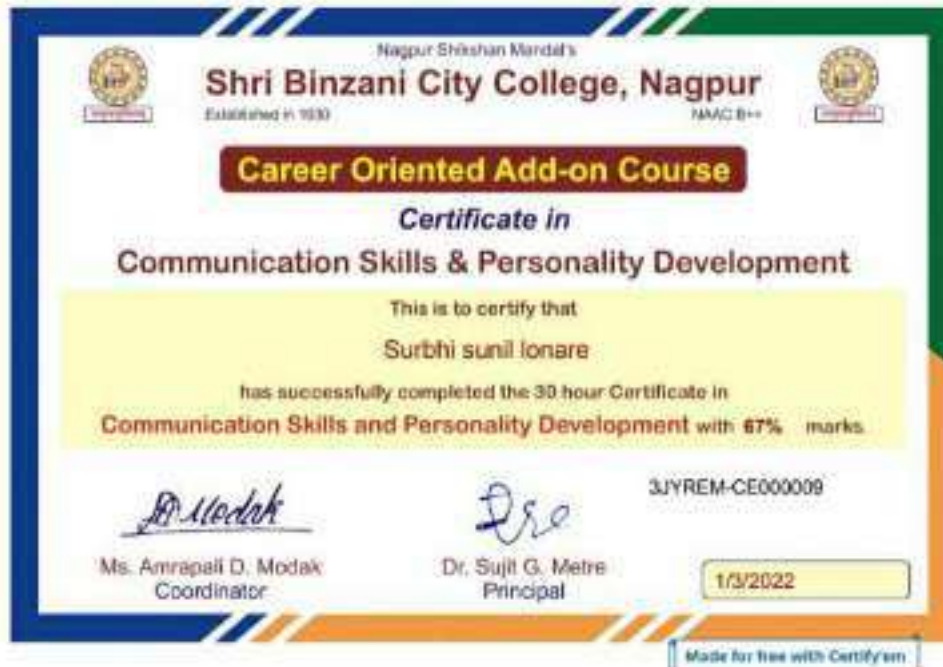 Nagpur Shikshan Mandal's
Shri Binzani City College, Nagpur
Established in 1930
NAAC B++
Career Oriented Add-on Course
Certificate in
Communication Skills & Personality Development
This is to certify that
Surbhi sunil lonare
has successfully completed the 30 hour Certificate in
Communication Skills and Personality Development with 67% marks
3JYREM-CE000009
Ms. Amrapali D. Modak
Coordinator
Dr. Sujit G. Metre
Principal
1/3/2022
Made for free with Certify'em